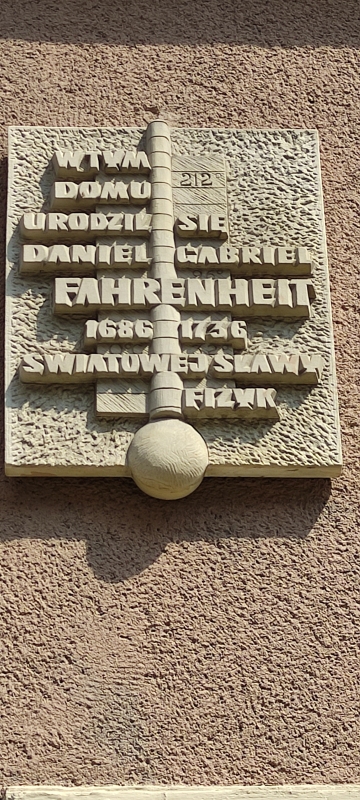 W TYM
212
DOMU
URODZIŁ SIĘ
DANIEL GABRIEL
FAHRENHEIT
1686 1736
ŚWIATOWEJ SŁAWY
FIZYK